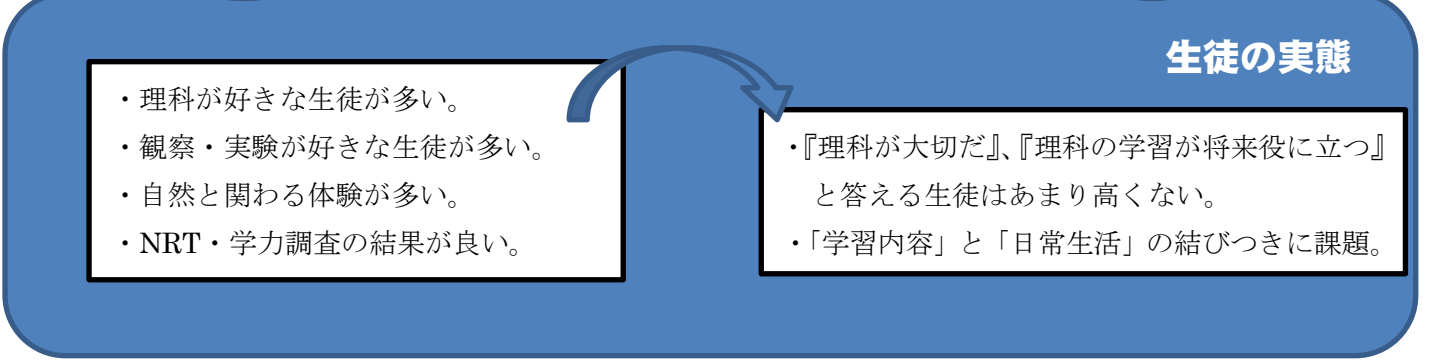 生徒の実態
・理科が好きな生徒が多い。
・観察・実験が好きな生徒が多い。
・自然と関わる体験が多い。
・NRT・学力調査の結果が良い。
・『理科が大切だ』、『理科の学習が将来役に立つ』
と答える生徒はあまり高くない。
・「学習内容」と「日常生活」の結びつきに課題。